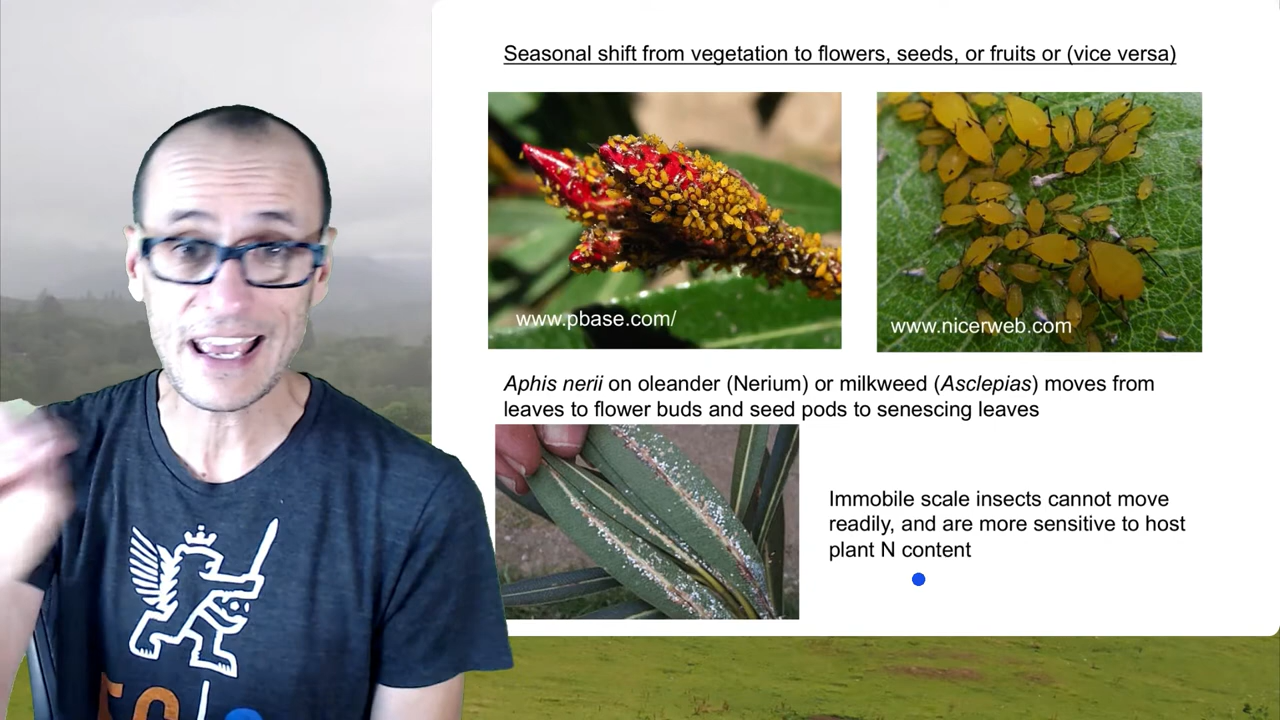 Seasonal shift from vegetation to flowers, seeds, or fruits or (vice versa)
www.pbase.com/
www.nicerweb.com
Aphis nerii on oleander (Nerium) or milkweed (Asclepias) moves from
leaves to flower buds and seed pods to senescing leaves
Immobile scale insects cannot move
readily, and are more sensitive to host
plant N content